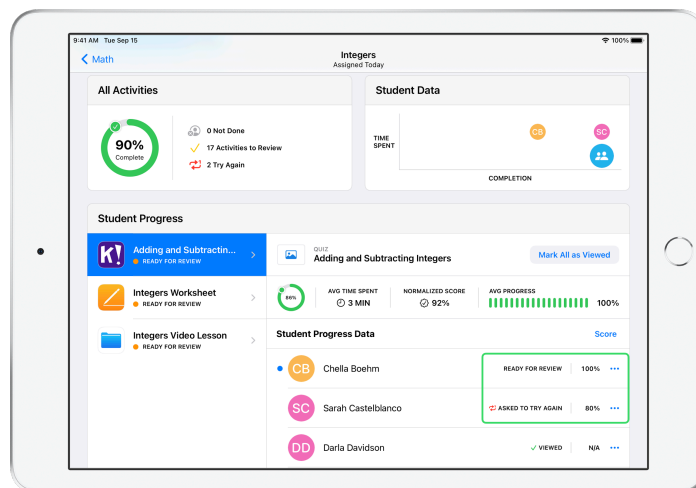 9:41 AM Tue Sep 15
100%
Math
Integers
Assigned Today
All Activities
90%
Complete
0 Not Done
17 Activities to Review
2 Try Again
Student Data
TIME
SPENT
CB
SC
COMPLETION
Student Progress
K!
Adding and Subtractin...
READY FOR REVIEW
Integers Worksheet
READY FOR REVIEW
Integers Video Lesson
READY FOR REVIEW
QUIZ
Adding and Subtracting Integers
Mark All as Viewed
86%
AVG TIME SPENT
3 MIN
NORMALIZED SCORE
92%
AVG PROGRESS
100%
Student Progress Data
Score
CB Chella Boehm READY FOR REVIEW 100%
SC Sarah Castelblanco ASKED TO TRY AGAIN 80%
DD Darla Davidson VIEWED N/A